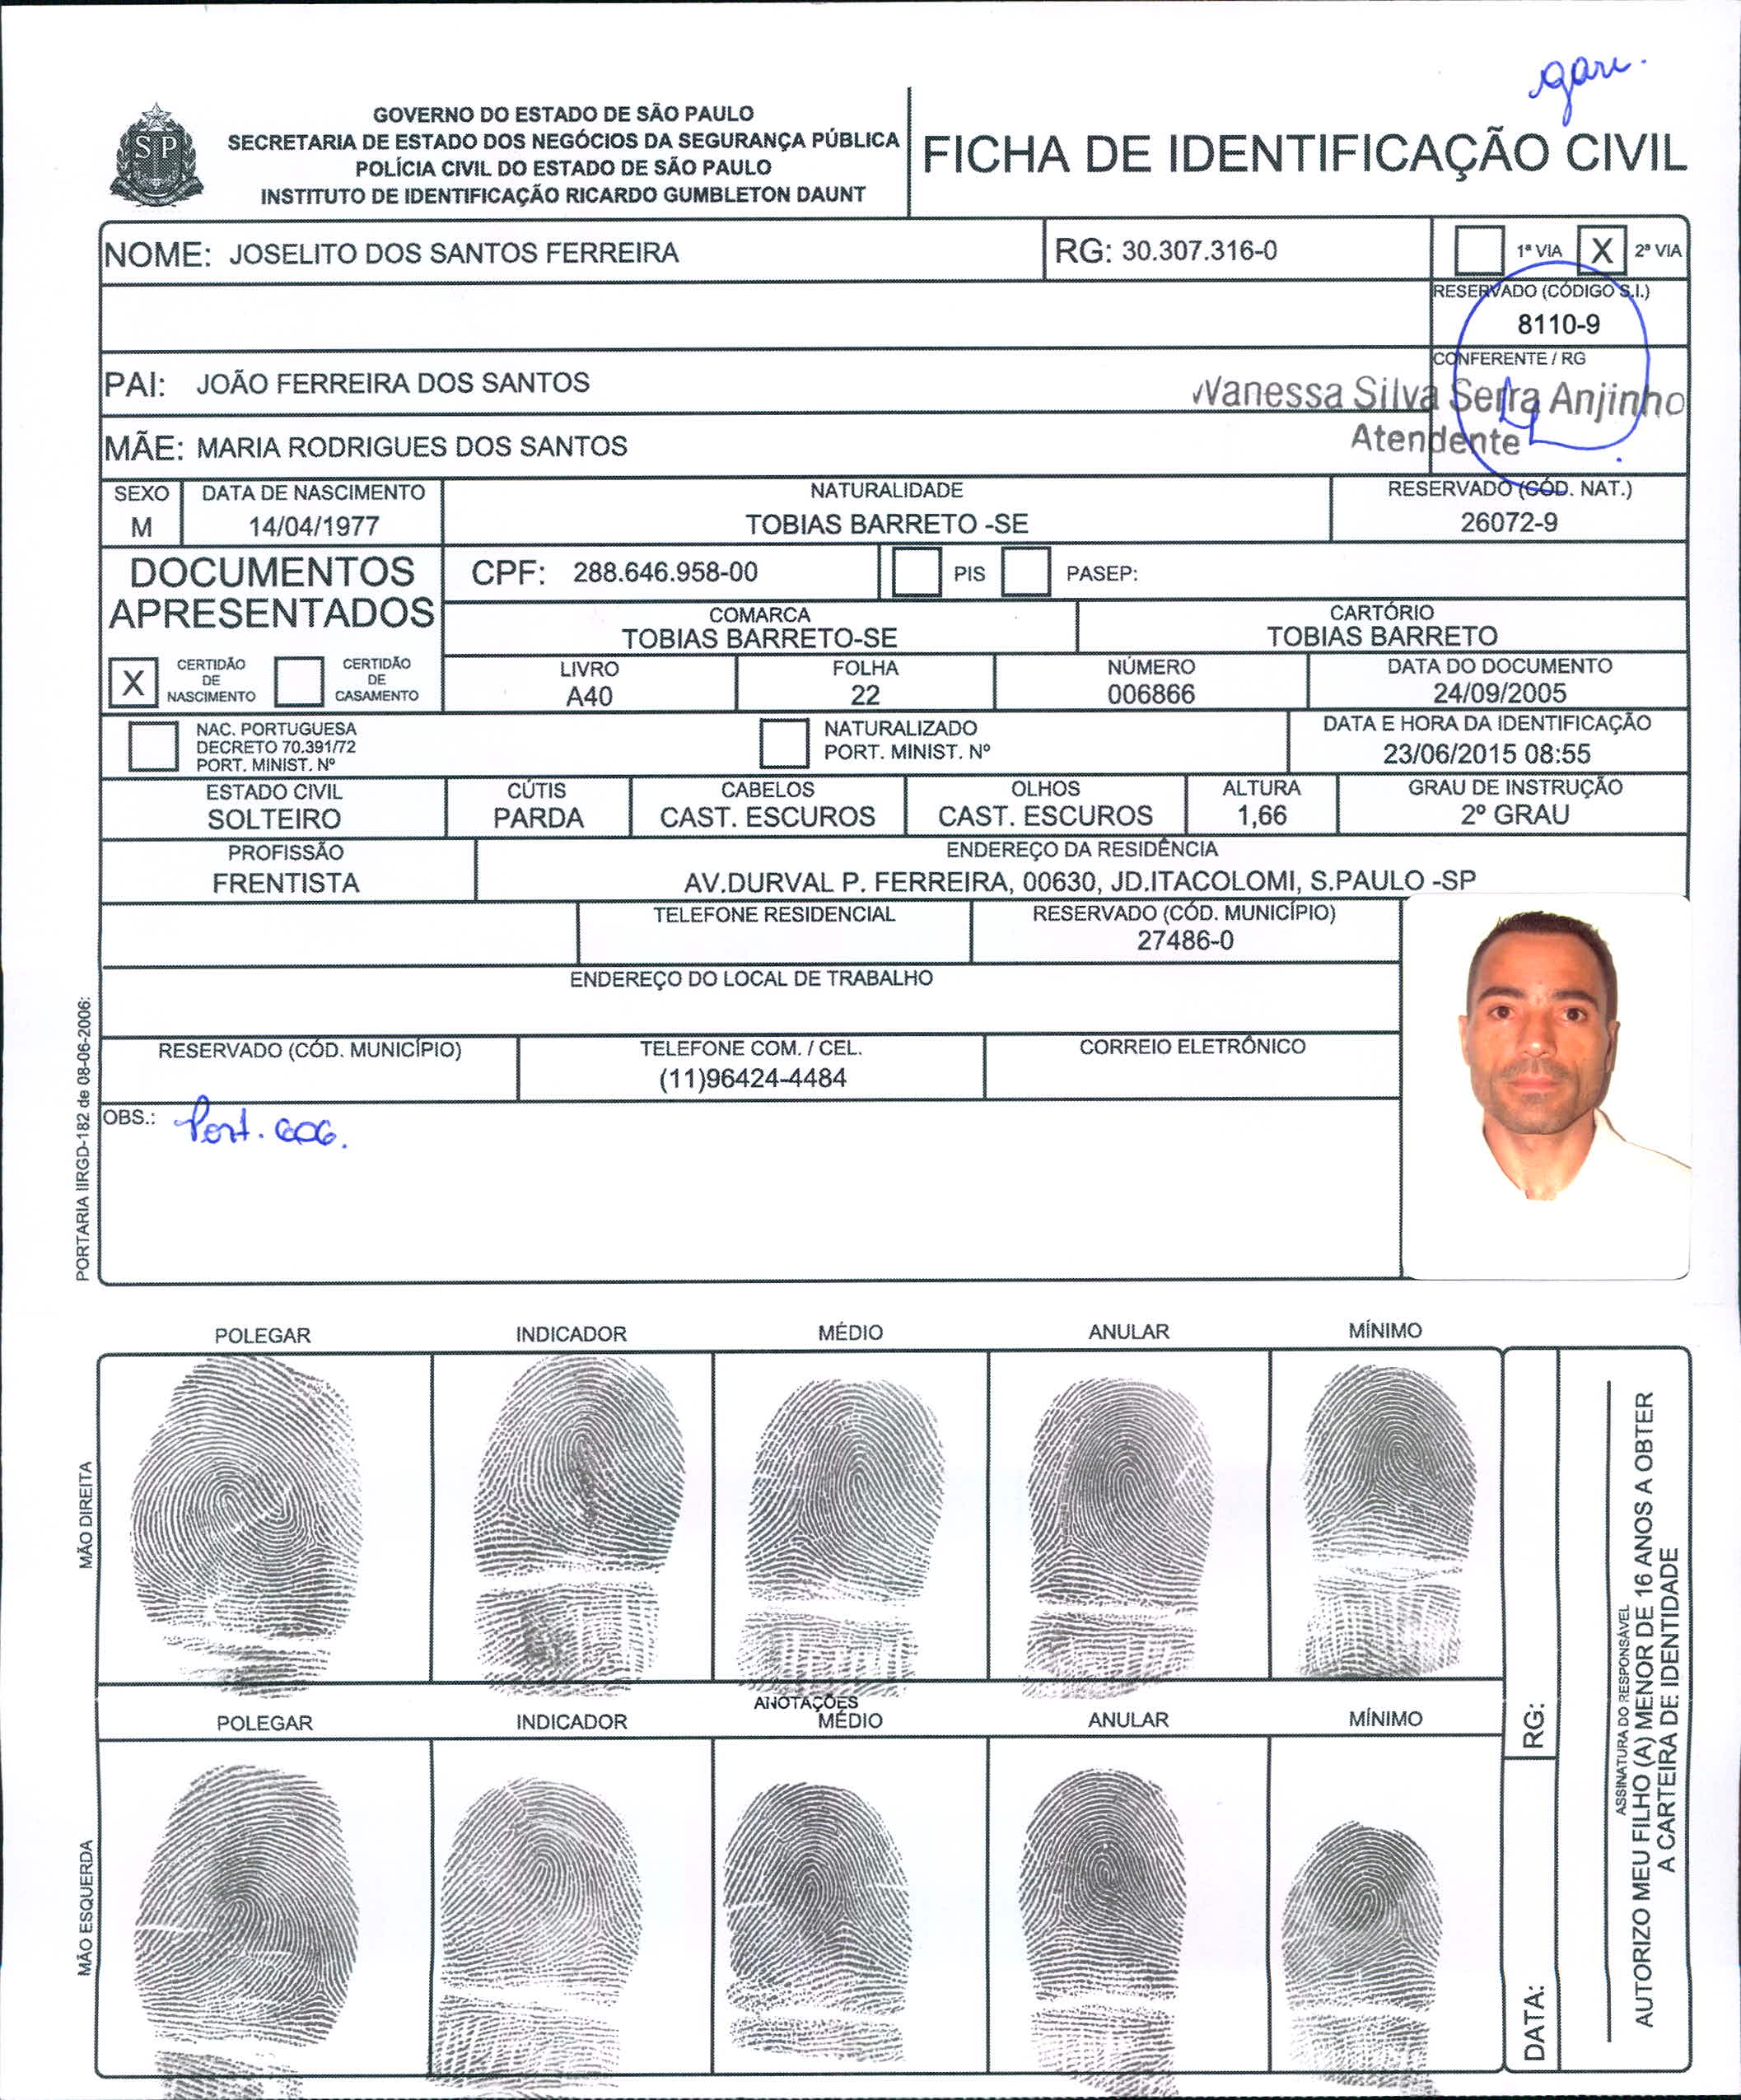 gari.
GOVERNO DO ESTADO DE SÃO PAULO
SECRETARIA DE ESTADO DOS NEGÓCIOS DA SEGURANÇA PÚBLICA
POLÍCIA CIVIL DO ESTADO DE SÃO PAULO
INSTITUTO DE IDENTIFICAÇÃO RICARDO GUMBLETON DAUNT
SP
FICHA DE IDENTIFICAÇÃO CIVIL
NOME: JOSELITO DOS SANTOS FERREIRA
RG: 30.307.316-0
1ª VIA X 2ª VIA
RESERVADO (CÓDIGO S.I.)
8110-9
PAI: JOÃO FERREIRA DOS SANTOS
CONFERENTE / RG
Vanessa Silva Serra Anjinho
Atendente
MÃE: MARIA RODRIGUES DOS SANTOS
SEXO
M
DATA DE NASCIMENTO
14/04/1977
NATURALIDADE
TOBIAS BARRETO -SE
RESERVADO (CÓD. NAT.)
26072-9
DOCUMENTOS
APRESENTADOS
CPF: 288.646.958-00
PIS
PASEP:
COMARCA
TOBIAS BARRETO-SE
CARTÓRIO
TOBIAS BARRETO
X
CERTIDÃO
DE
NASCIMENTO
CERTIDÃO
DE
CASAMENTO
LIVRO
A40
FOLHA
22
NÚMERO
006866
DATA DO DOCUMENTO
24/09/2005
NAC. PORTUGUESA
DECRETO 70.391/72
PORT. MINIST. Nº
NATURALIZADO
PORT. MINIST. Nº
DATA E HORA DA IDENTIFICAÇÃO
23/06/2015 08:55
ESTADO CIVIL
SOLTEIRO
CÚTIS
PARDA
CABELOS
CAST. ESCUROS
OLHOS
CAST. ESCUROS
ALTURA
1,66
GRAU DE INSTRUÇÃO
2º GRAU
PROFISSÃO
FRENTISTA
ENDEREÇO DA RESIDÊNCIA
AV.DURVAL P. FERREIRA, 00630, JD.ITACOLOMI, S.PAULO -SP
TELEFONE RESIDENCIAL
RESERVADO (CÓD. MUNICÍPIO)
27486-0
ENDEREÇO DO LOCAL DE TRABALHO
RESERVADO (CÓD. MUNICÍPIO)
TELEFONE COM. / CEL.
(11)96424-4484
CORREIO ELETRÔNICO
OBS.: Port. 606.
PORTARIA IIRGD-182 de 08-06-2006:
POLEGAR INDICADOR MÉDIO ANULAR MÍNIMO
MÃO DIREITA
ANOTAÇÕES
POLEGAR INDICADOR MÉDIO ANULAR MÍNIMO
MÃO ESQUERDA
RG:
DATA:
ASSINATURA DO RESPONSÁVEL
AUTORIZO MEU FILHO (A) MENOR DE 16 ANOS A OBTER
A CARTEIRA DE IDENTIDADE